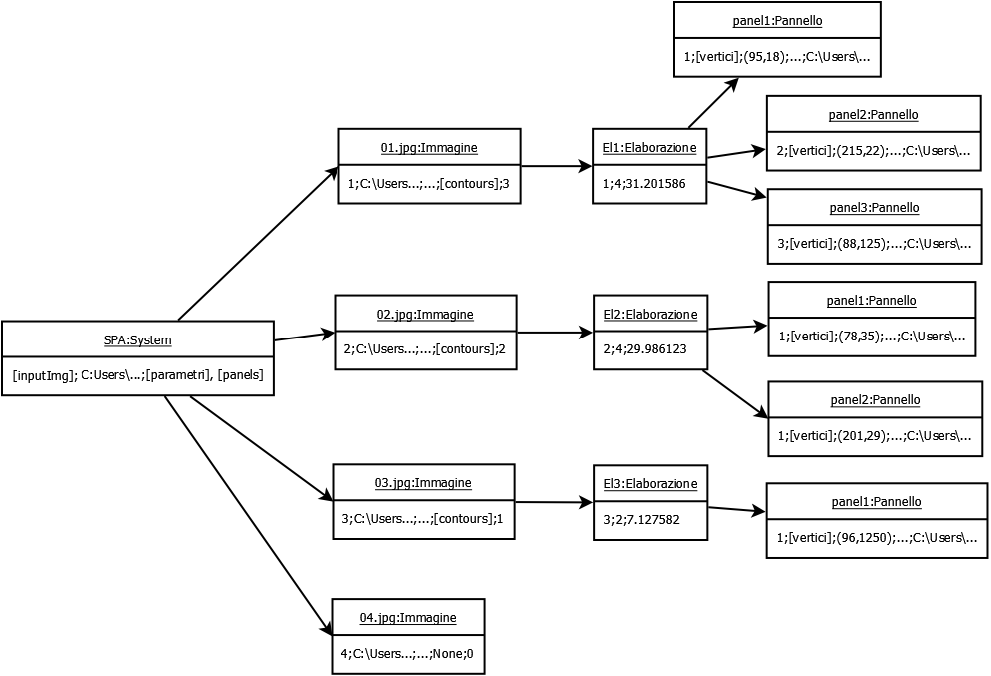 panel1:Pannello
1;[vertici];(95,18);...;C:\Users\...
panel2:Pannello
2;[vertici];(215,22);...;C:\Users\...
01.jpg:Immagine
1;C:\Users...;...;[contours];3
El1:Elaborazione
1;4;31.201586
panel3:Pannello
3;[vertici];(88,125);...;C:\Users\...
SPA:System
[inputImg]; C:Users\...;[parametri], [panels]
02.jpg:Immagine
2;C:\Users...;...;[contours];2
El2:Elaborazione
2;4;29.986123
panel1:Pannello
1;[vertici];(78,35);...;C:\Users\...
panel2:Pannello
1;[vertici];(201,29);...;C:\Users\...
03.jpg:Immagine
3;C:\Users...;...;[contours];1
El3:Elaborazione
3;2;7.127582
panel1:Pannello
1;[vertici];(96,1250);...;C:\Users\...
04.jpg:Immagine
4;C:\Users...;...;None;0